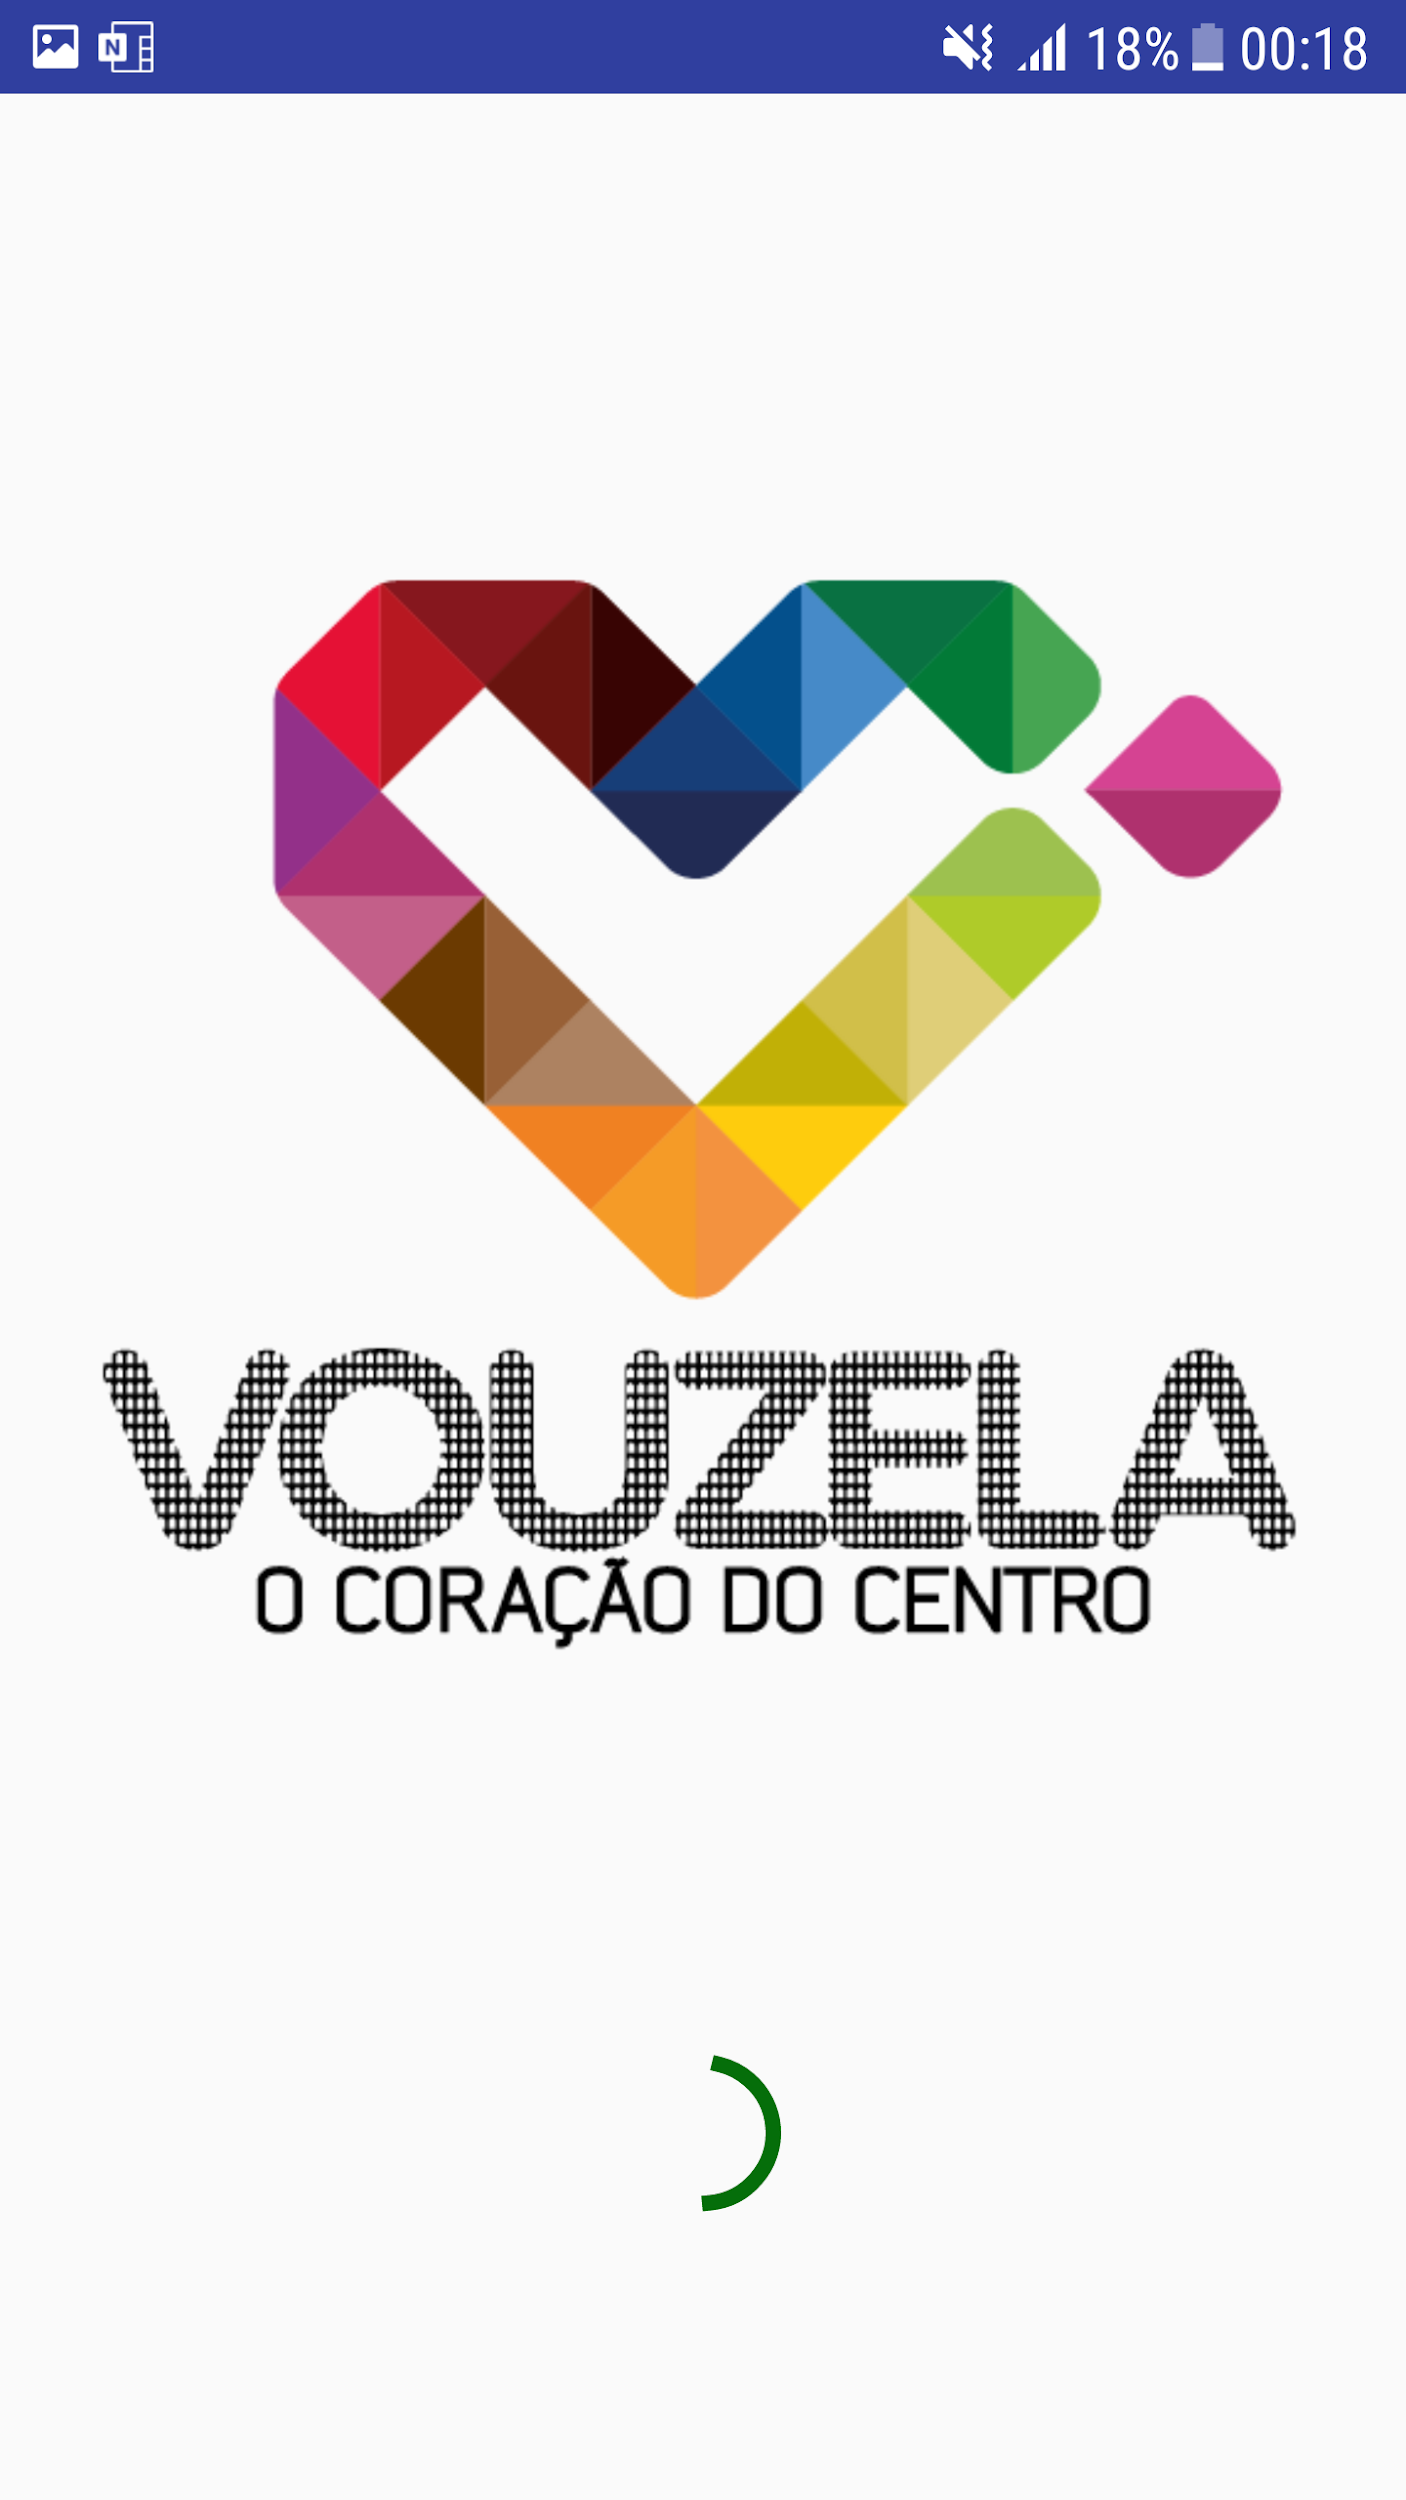 N 18% 00:18
VOUZELA
O CORAÇÃO DO CENTRO